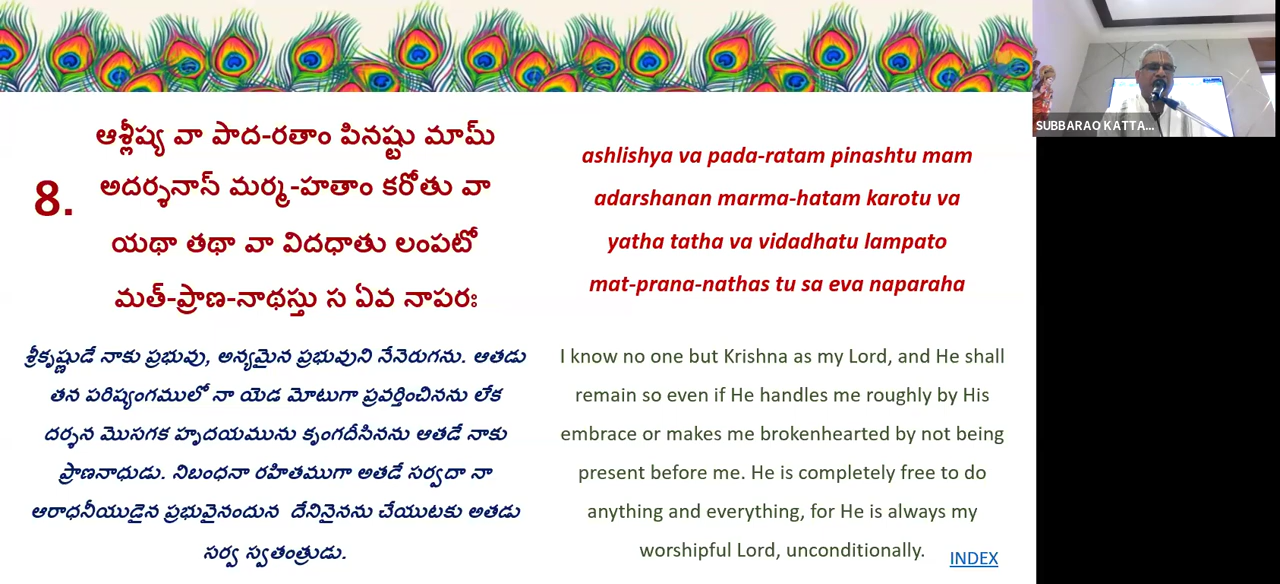 ఆశ్లీష్య వా పాద-రతాం పినష్టు మామ్
8.
అదర్శనాస్ మర్మ-హతాం కరోతు వా
యథా తథా వా విదధాతు లంపటో
మత్-ప్రాణ-నాథస్తు స ఏవ నాపరః
శ్రీకృష్ణుడే నాకు ప్రభువు, అన్యమైన ప్రభువుని నేనెరుగను. ఆతడు
తన పరిష్యంగములో నా యెడ మోటుగా ప్రవర్తించినను లేక
దర్శన మొసగక హృదయమును కృంగదీసినను ఆతడే నాకు
ప్రాణనాధుడు. నిబంధనా రహితముగా అతడే సర్వదా నా
ఆరాధనీయుడైన ప్రభువైనందున దేనినైనను చేయుటకు అతడు
సర్వ స్వతంత్రుడు.
ashlishya va pada-ratam pinashtu mam
adarshanan marma-hatam karotu va
yatha tatha va vidadhatu lampato
mat-prana-nathas tu sa eva naparaha
I know no one but Krishna as my Lord, and He shall
remain so even if He handles me roughly by His
embrace or makes me brokenhearted by not being
present before me. He is completely free to do
anything and everything, for He is always my
worshipful Lord, unconditionally.
INDEX
SUBBARAO KATTA...